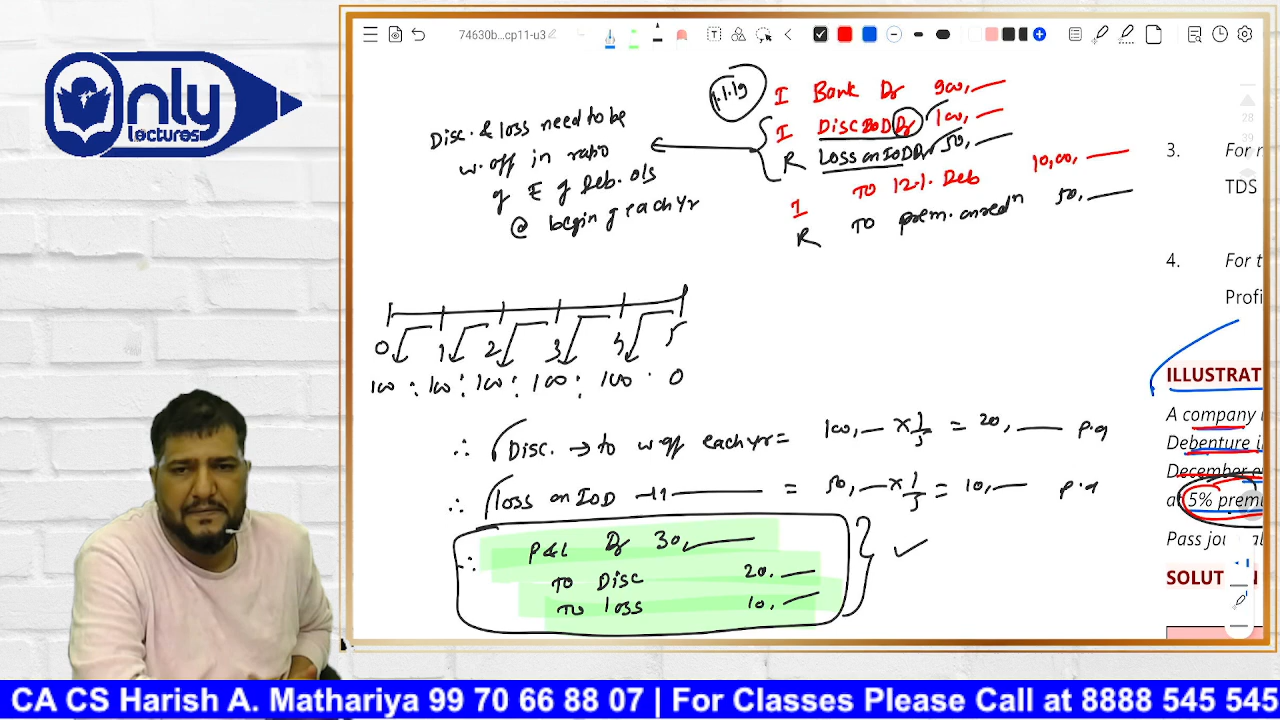 74630b...cp11-u3
Only
lectures
1.1.19
I Bank Dr 900,—
I Disc IOD Dr 100,—
R Loss on IOD Dr 50,—
I To 12% Deb 10,00,—
R To prem. on redn 50,—
Disc. & loss need to be
w.off in ratio
of E of Deb. o/s
@ begin of each Yr
3. For
TDS
4. For t
Profi
0 1 2 3 4 5
100 : 100 : 100 : 100 : 100 . 0
∴ Disc. → to w off each yr = 100,— × 1/5 = 20,— p.a
∴ loss on IOD —11— = 50,— × 1/5 = 10,— p.a
∴ P&L Dr 30,—
To Disc 20,—
To loss 10,—
ILLUSTRAT
A company
Debenture i
December e
at 5% premi
Pass jou al
SOLUT N
28
39
CA CS Harish A. Mathariya 99 70 66 88 07 | For Classes Please Call at 8888 545 545